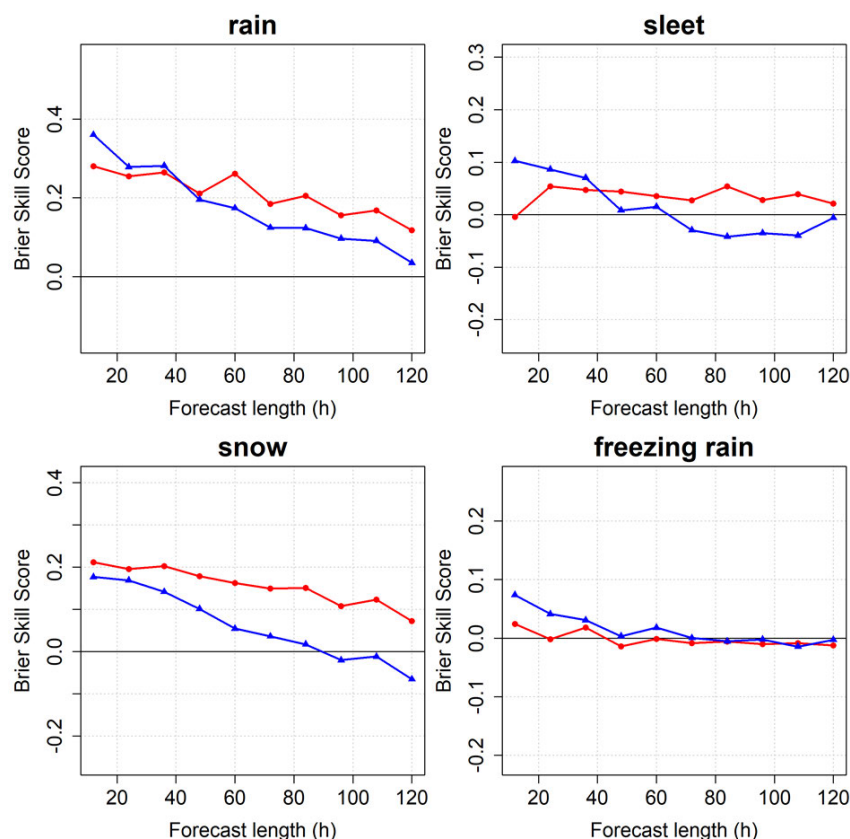 rain
Brier Skill Score
0.4
0.2
0.0
20 40 60 80 100 120
Forecast length (h)
sleet
Brier Skill Score
0.3
0.2
0.1
0.0
-0.1
-0.2
20 40 60 80 100 120
Forecast length (h)
snow
Brier Skill Score
0.4
0.2
0.0
-0.2
20 40 60 80 100 120
Forecast length (h)
freezing rain
Brier Skill Score
0.2
0.1
0.0
-0.1
-0.2
20 40 60 80 100 120
Forecast length (h)